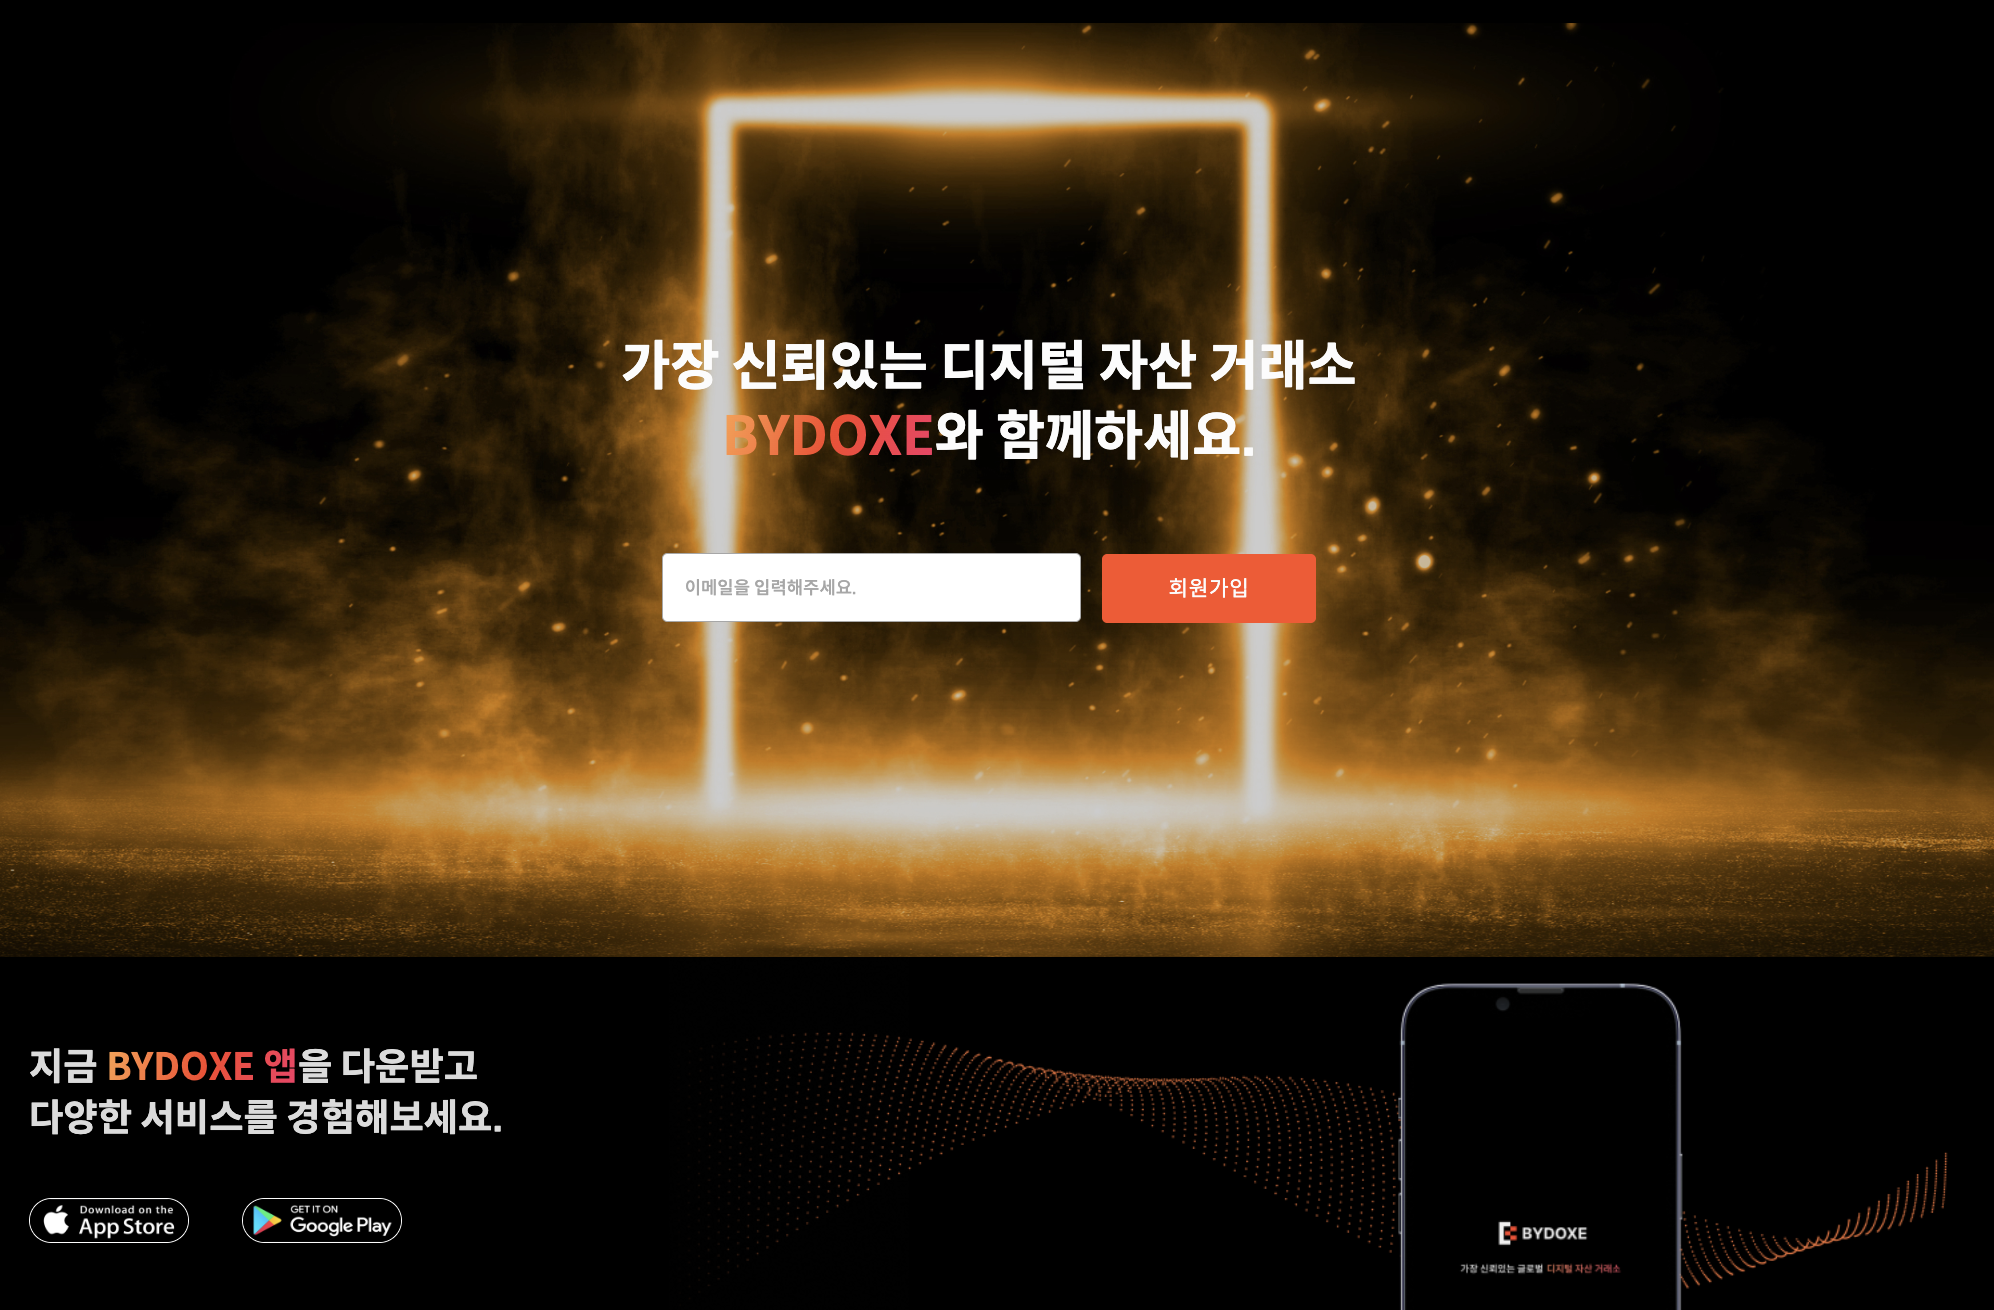 가장 신뢰있는 디지털 자산 거래소
BYDOXE와 함께하세요.
이메일을 입력해주세요.
회원가입
지금 BYDOXE 앱을 다운받고
다양한 서비스를 경험해보세요.
Download on the
App Store
GET IT ON
Google Play
BYDOXE
가장 신뢰있는 글로벌 디지털 자산 거래소